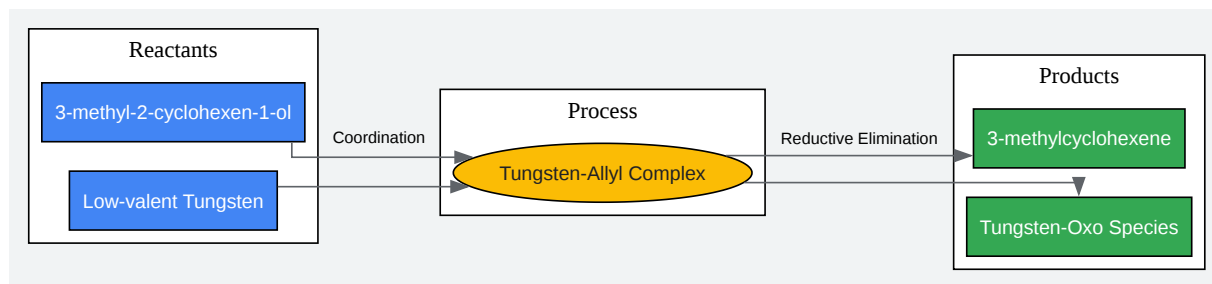 Reactants
3-methyl-2-cyclohexen-1-ol
Low-valent Tungsten
Coordination
Process
Tungsten-Allyl Complex
Reductive Elimination
Products
3-methylcyclohexene
Tungsten-Oxo Species